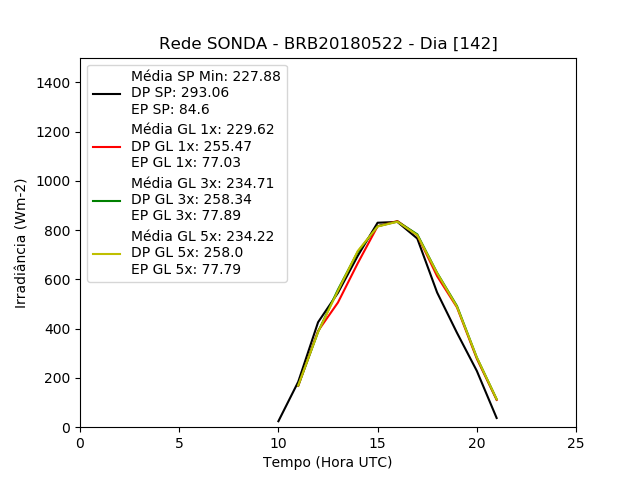 Rede SONDA - BRB20180522 - Dia [142]
Irradiância (Wm-2)
1400
1200
1000
800
600
400
200
0
Média SP Min: 227.88
DP SP: 293.06
EP SP: 84.6
Média GL 1x: 229.62
DP GL 1x: 255.47
EP GL 1x: 77.03
Média GL 3x: 234.71
DP GL 3x: 258.34
EP GL 3x: 77.89
Média GL 5x: 234.22
DP GL 5x: 258.0
EP GL 5x: 77.79
0 5 10 15 20 25
Tempo (Hora UTC)